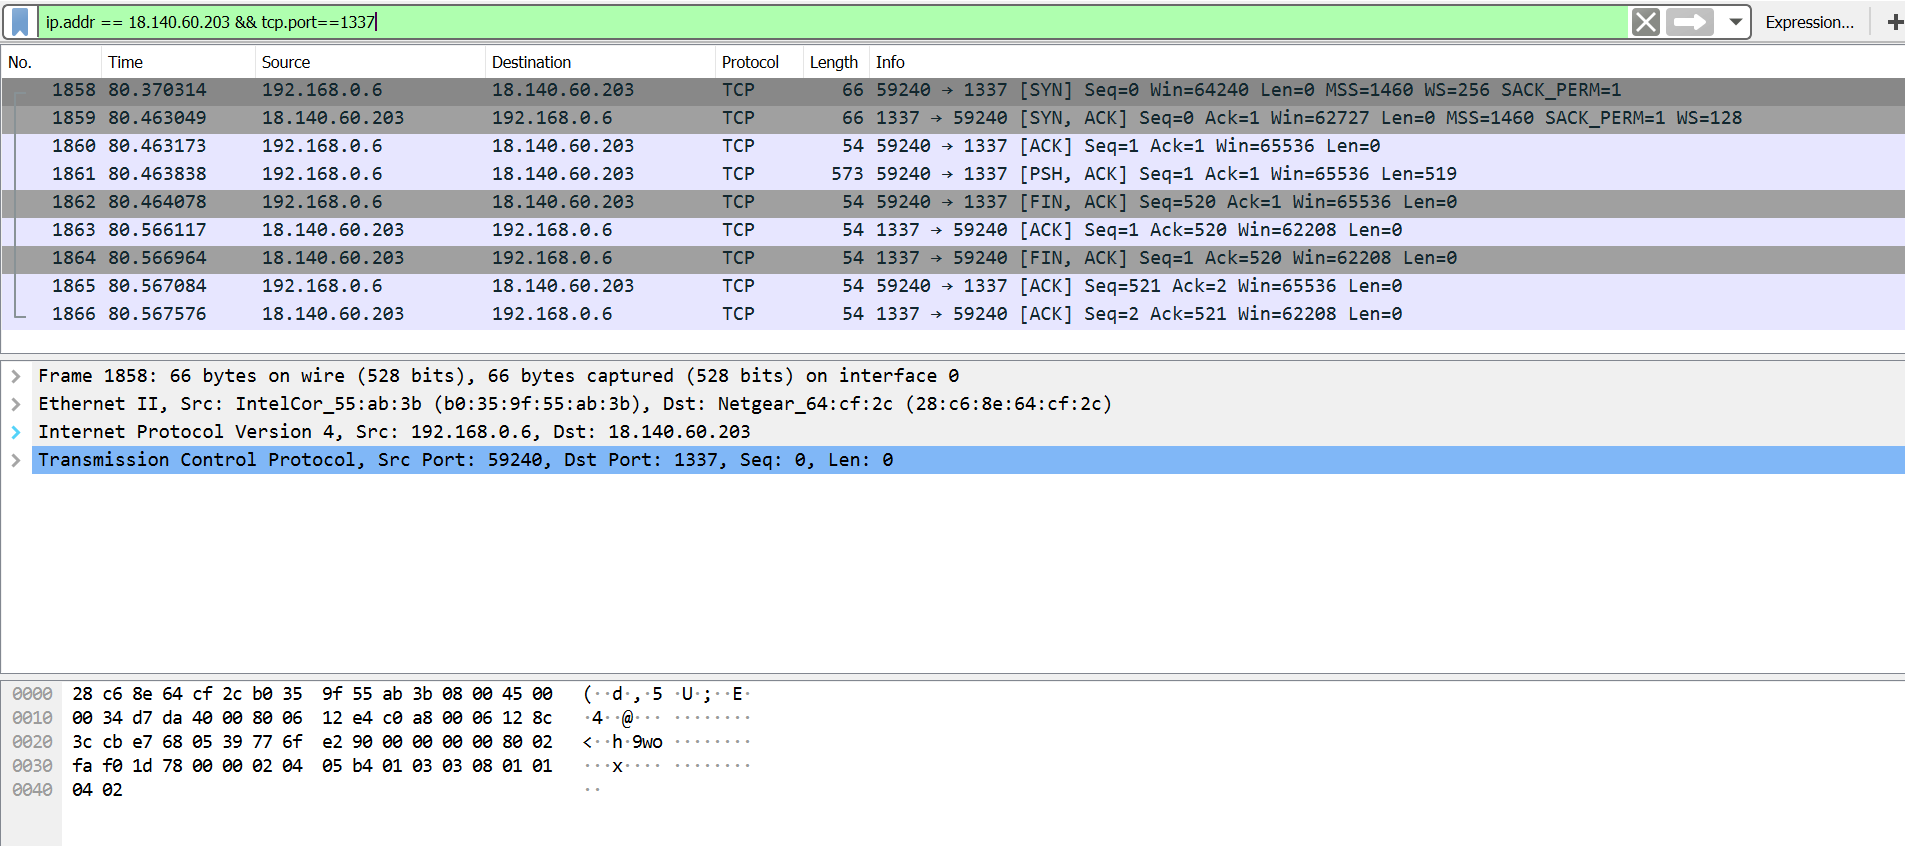 ip.addr == 18.140.60.203 && tcp.port==1337 Expression... +
No. Time Source Destination Protocol Length Info
1858 80.370314 192.168.0.6 18.140.60.203 TCP 66 59240 → 1337 [SYN] Seq=0 Win=64240 Len=0 MSS=1460 WS=256 SACK_PERM=1
1859 80.463049 18.140.60.203 192.168.0.6 TCP 66 1337 → 59240 [SYN, ACK] Seq=0 Ack=1 Win=62727 Len=0 MSS=1460 SACK_PERM=1 WS=128
1860 80.463173 192.168.0.6 18.140.60.203 TCP 54 59240 → 1337 [ACK] Seq=1 Ack=1 Win=65536 Len=0
1861 80.463838 192.168.0.6 18.140.60.203 TCP 573 59240 → 1337 [PSH, ACK] Seq=1 Ack=1 Win=65536 Len=519
1862 80.464078 192.168.0.6 18.140.60.203 TCP 54 59240 → 1337 [FIN, ACK] Seq=520 Ack=1 Win=65536 Len=0
1863 80.566117 18.140.60.203 192.168.0.6 TCP 54 1337 → 59240 [ACK] Seq=1 Ack=520 Win=62208 Len=0
1864 80.566964 18.140.60.203 192.168.0.6 TCP 54 1337 → 59240 [FIN, ACK] Seq=1 Ack=520 Win=62208 Len=0
1865 80.567084 192.168.0.6 18.140.60.203 TCP 54 59240 → 1337 [ACK] Seq=521 Ack=2 Win=65536 Len=0
1866 80.567576 18.140.60.203 192.168.0.6 TCP 54 1337 → 59240 [ACK] Seq=2 Ack=521 Win=62208 Len=0
Frame 1858: 66 bytes on wire (528 bits), 66 bytes captured (528 bits) on interface 0
Ethernet II, Src: IntelCor_55:ab:3b (b0:35:9f:55:ab:3b), Dst: Netgear_64:cf:2c (28:c6:8e:64:cf:2c)
Internet Protocol Version 4, Src: 192.168.0.6, Dst: 18.140.60.203
Transmission Control Protocol, Src Port: 59240, Dst Port: 1337, Seq: 0, Len: 0
0000 28 c6 8e 64 cf 2c b0 35 9f 55 ab 3b 08 00 45 00 (··d·,·5 ·U·;··E·
0010 00 34 d7 da 40 00 80 06 12 e4 c0 a8 00 06 12 8c ·4··@··· ········
0020 3c cb e7 68 05 39 77 6f e2 90 00 00 00 00 80 02 <··h·9wo ········
0030 fa f0 1d 78 00 00 02 04 05 b4 01 03 03 08 01 01 ···x···· ········
0040 04 02 ··